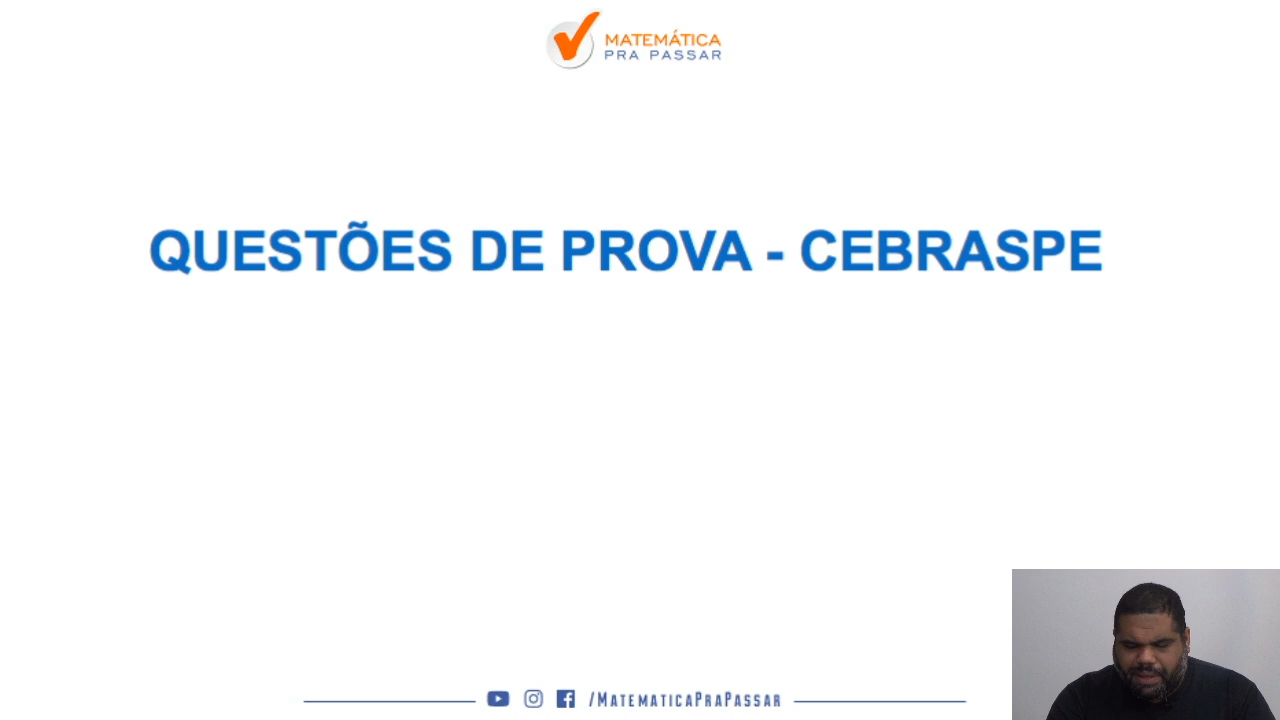 MATEMÁTICA
PRA PASSAR
QUESTÕES DE PROVA - CEBRASPE
/MATEMATICAPRAPASSAR